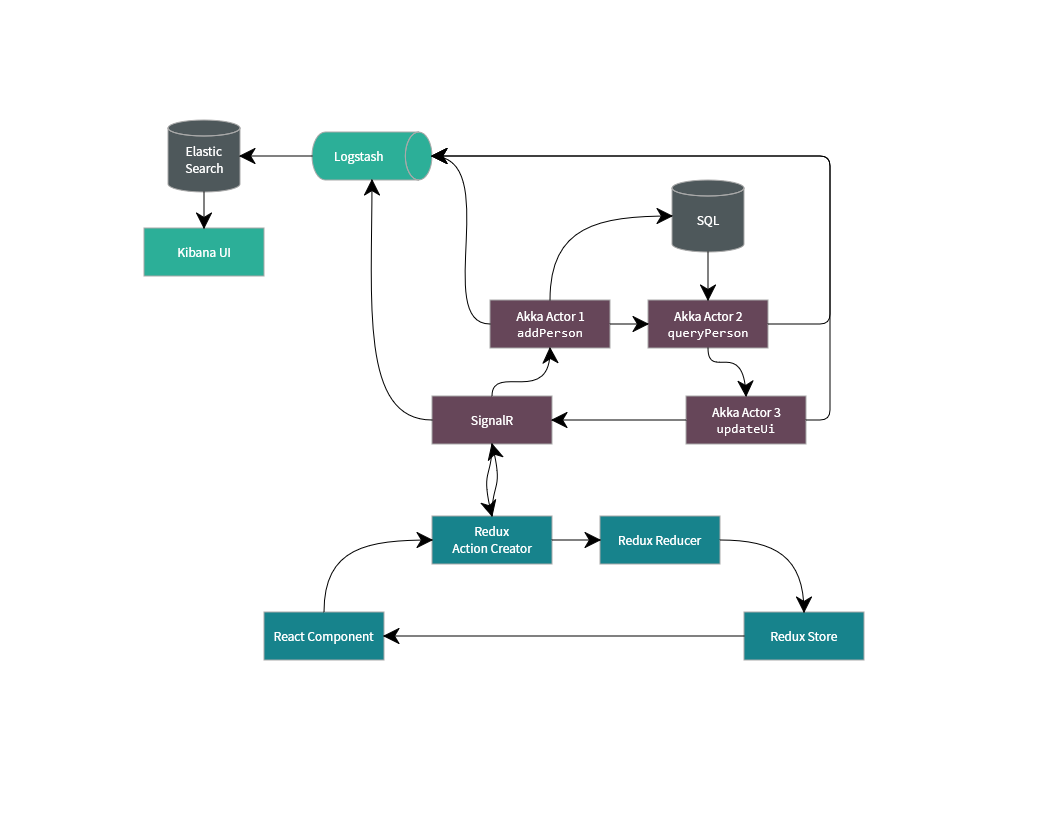 Elastic
Search
Logstash
SQL
Kibana UI
Akka Actor 1
addPerson
Akka Actor 2
queryPerson
SignalR
Akka Actor 3
updateUi
Redux
Action Creator
Redux Reducer
React Component
Redux Store